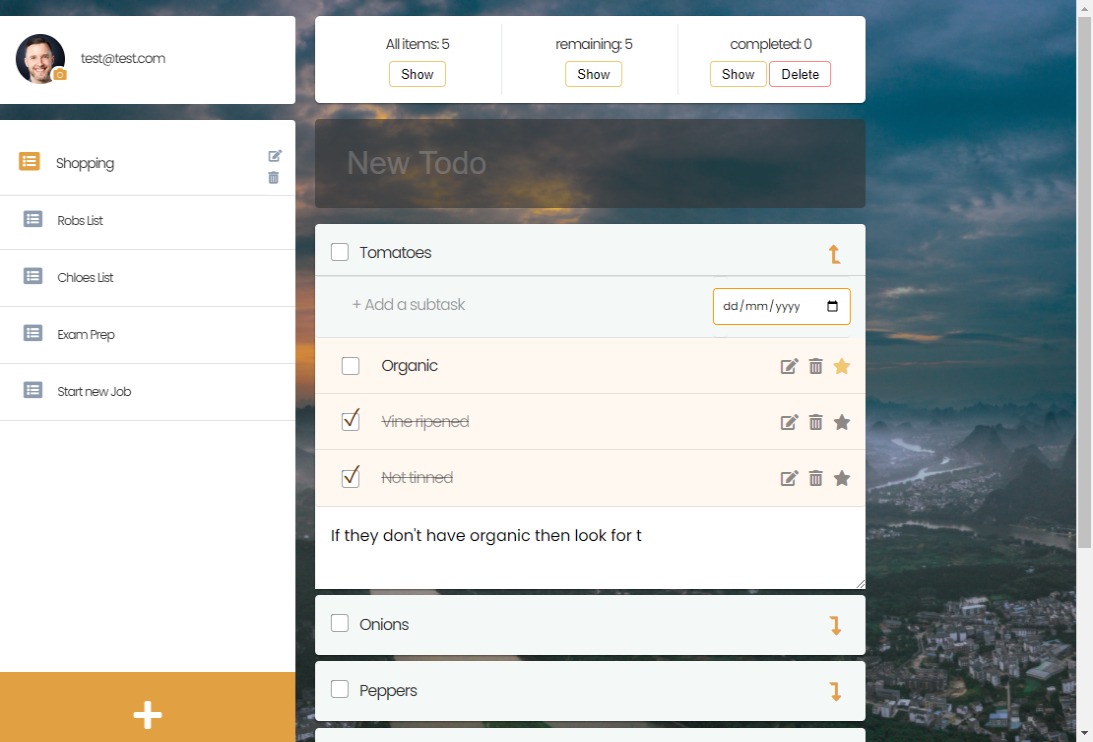 test@test.com
All items: 5
Show
remaining: 5
Show
completed: 0
Show
Delete
Shopping
Robs List
Chloes List
Exam Prep
Start new Job
New Todo
Tomatoes
+ Add a subtask
dd/mm/yyyy
Organic
Vine ripened
Not tinned
If they don't have organic then look for t
Onions
Peppers